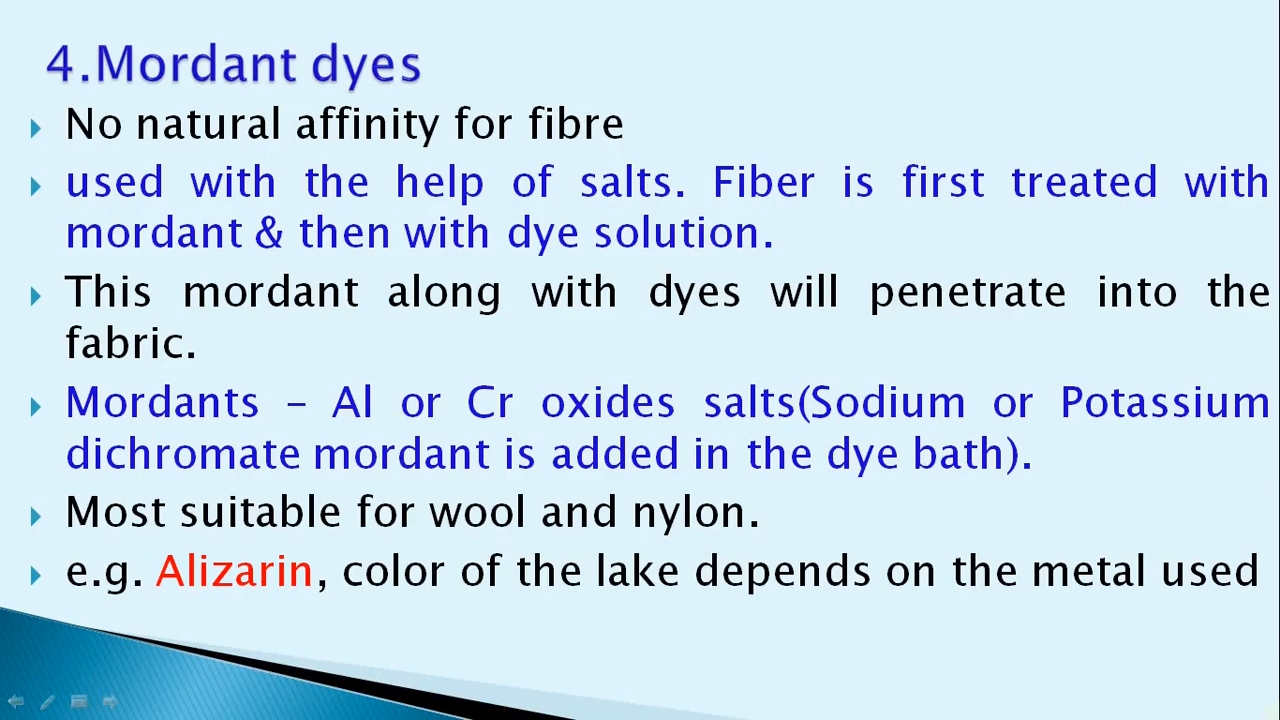 4.Mordant dyes
No natural affinity for fibre
used with the help of salts. Fiber is first treated with
mordant & then with dye solution.
This mordant along with dyes will penetrate into the
fabric.
Mordants – Al or Cr oxides salts(Sodium or Potassium
dichromate mordant is added in the dye bath).
Most suitable for wool and nylon.
e.g. Alizarin, color of the lake depends on the metal used